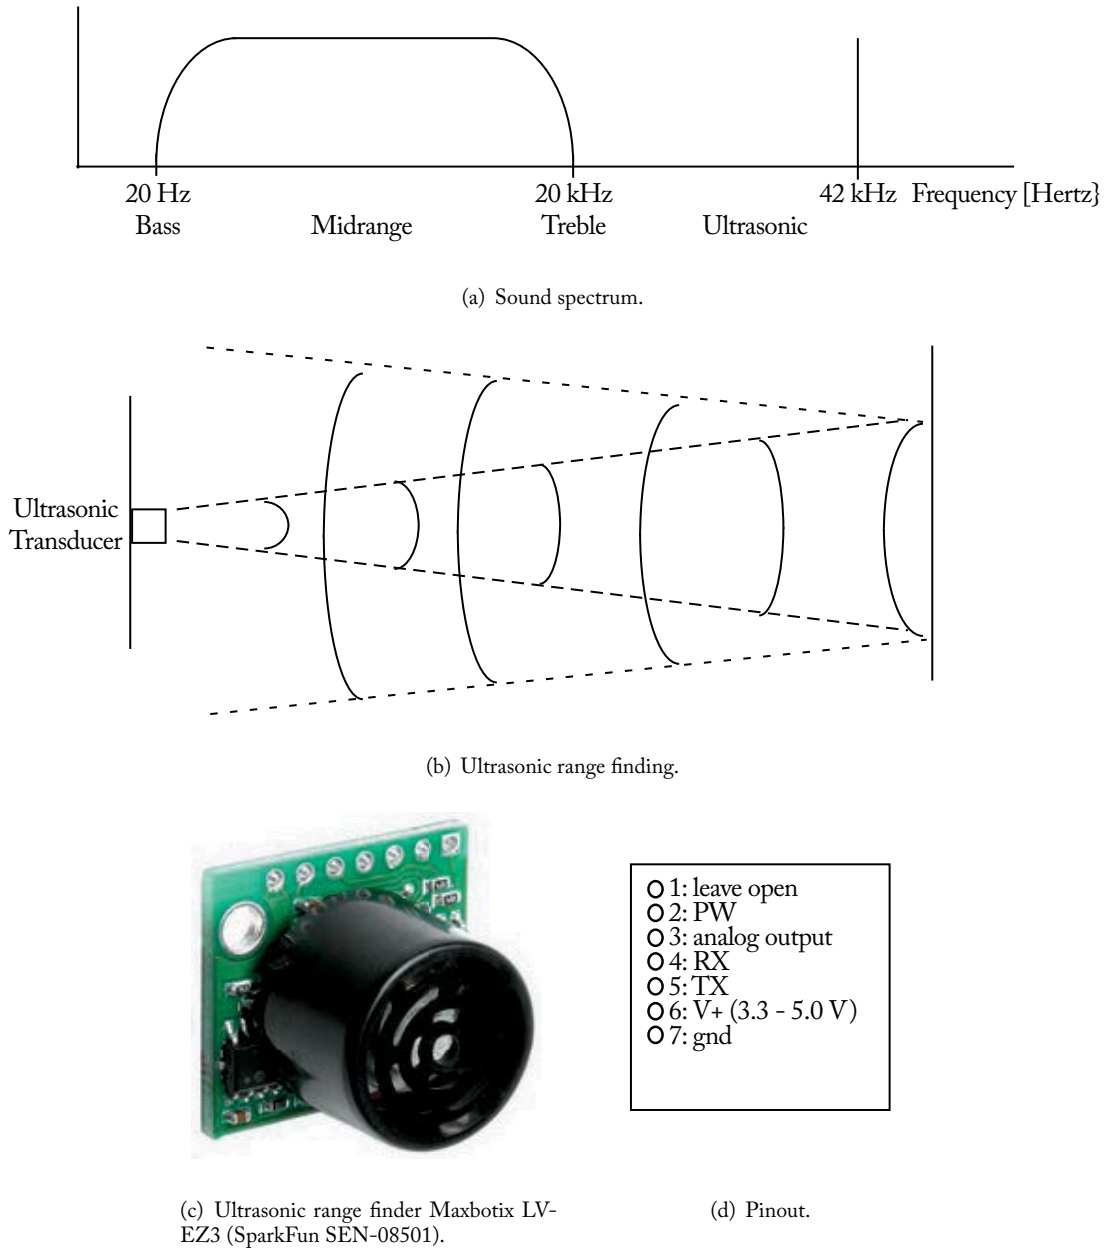 20 Hz 20 kHz 42 kHz Frequency [Hertz}
Bass Midrange Treble Ultrasonic
(a) Sound spectrum.
Ultrasonic
Transducer
(b) Ultrasonic range finding.
1: leave open
2: PW
3: analog output
4: RX
5: TX
6: V+ (3.3 - 5.0 V)
7: gnd
(c) Ultrasonic range finder Maxbotix LV-
EZ3 (SparkFun SEN-08501).
(d) Pinout.